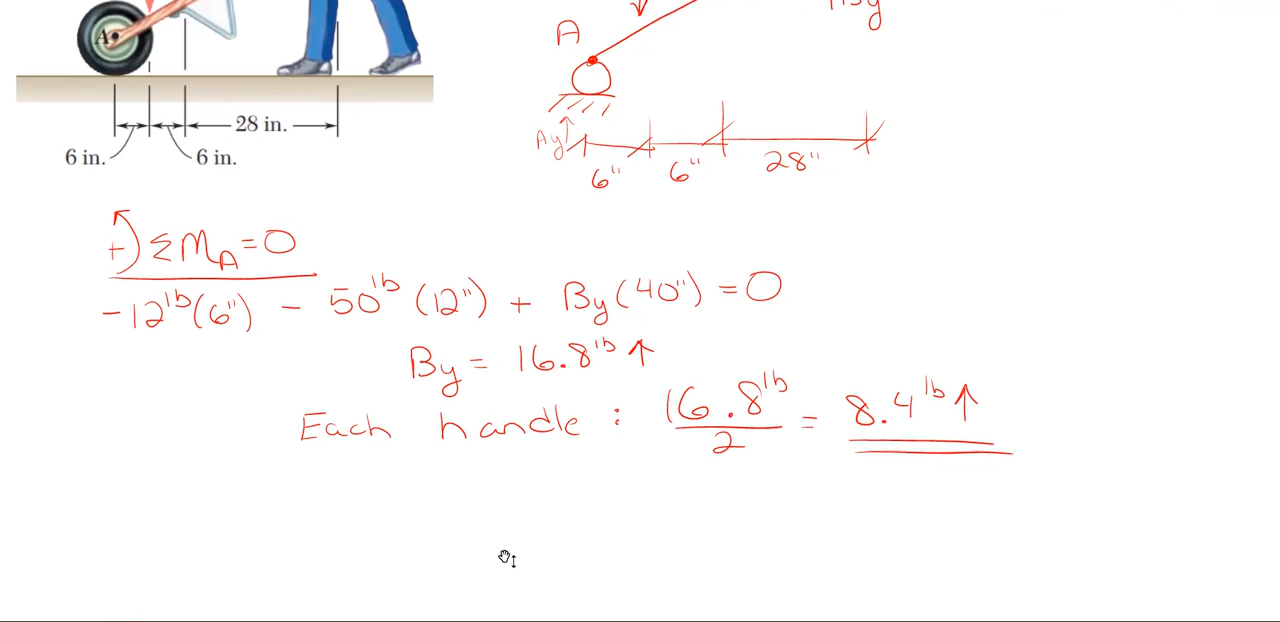 By
A
A
28 in.
6 in. 6 in.
Ay
6" 6" 28"
+) ΣM_A = 0
-12^lb (6") - 50^lb (12") + By (40") = 0
By = 16.8^lb ↑
Each handle : 16.8^lb / 2 = 8.4^lb ↑